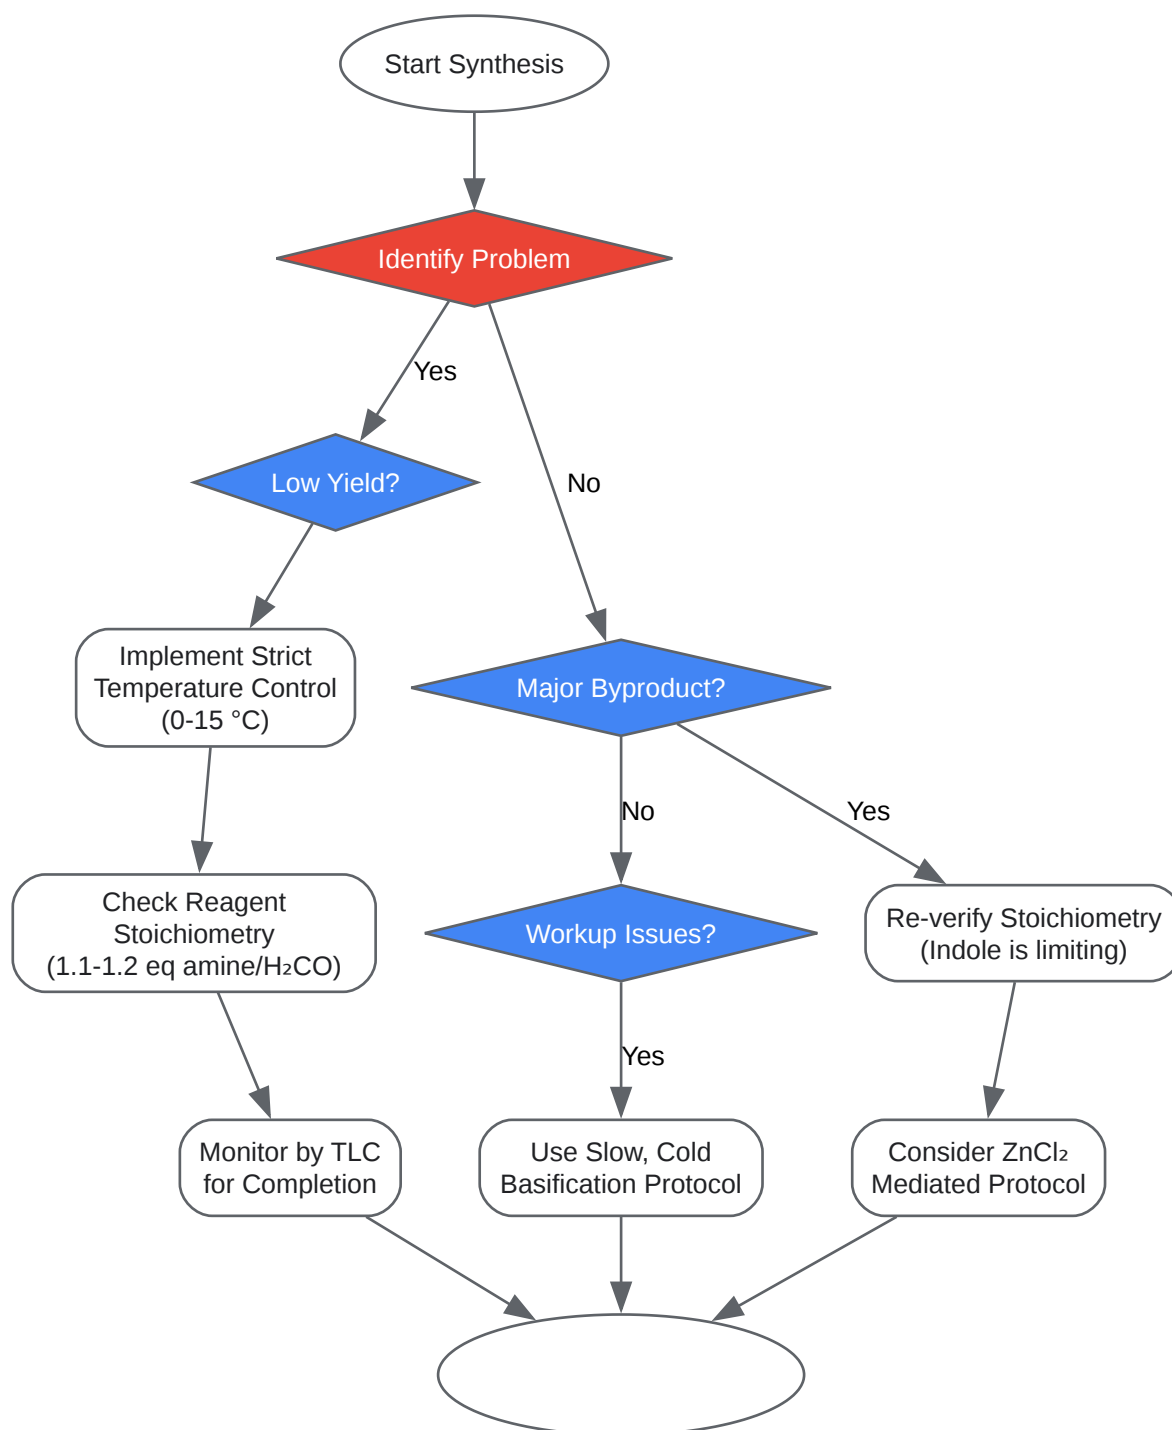 Start Synthesis
Identify Problem
Yes
Low Yield?
No
Implement Strict
Temperature Control
(0-15 °C)
Major Byproduct?
No
Yes
Check Reagent
Stoichiometry
(1.1-1.2 eq amine/H₂CO)
Workup Issues?
Re-verify Stoichiometry
(Indole is limiting)
Yes
Monitor by TLC
for Completion
Use Slow, Cold
Basification Protocol
Consider ZnCl₂
Mediated Protocol